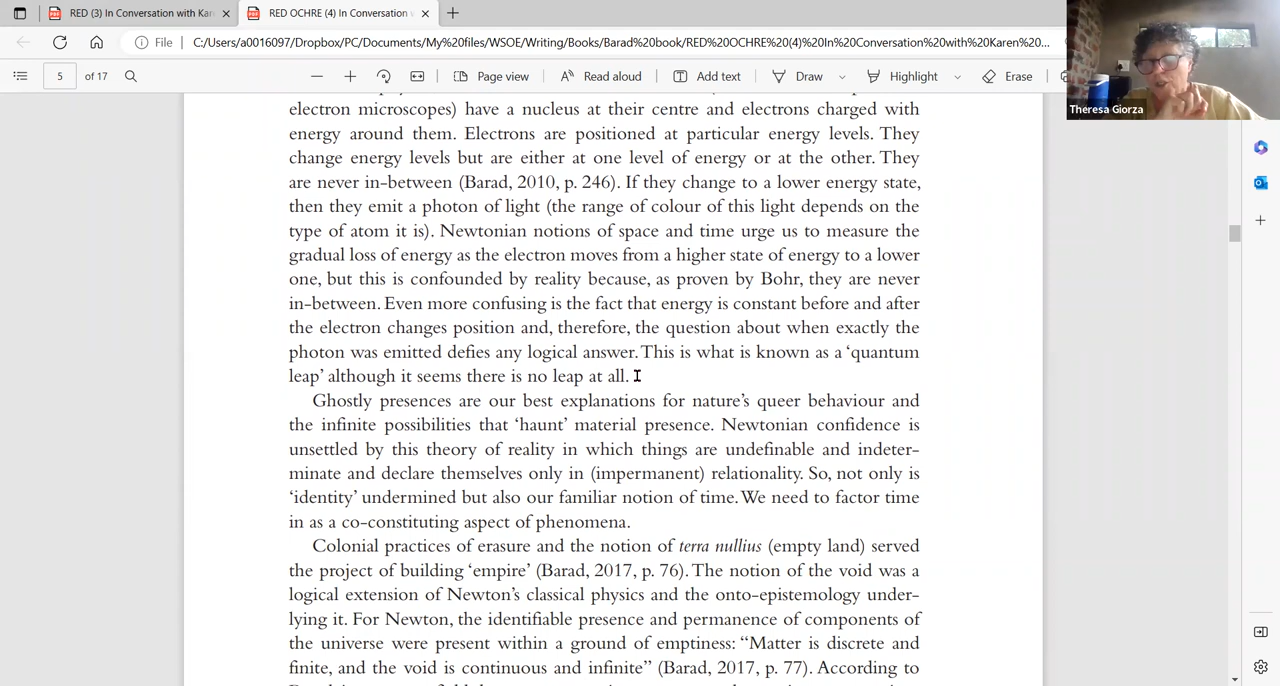 RED (3) In Conversation with Kar
RED OCHRE (4) In Conversation w
File
C:/Users/a0016097/Dropbox/PC/Documents/My%20files/WSOE/Writing/Books/Barad%20book/RED%20OCHRE%20(4)%20In%20Conversation%20with%20Karen%20...
5 of 17
Page view
Read aloud
Add text
Draw
Highlight
Erase
Theresa Giorza
electron microscopes) have a nucleus at their centre and electrons charged with
energy around them. Electrons are positioned at particular energy levels. They
change energy levels but are either at one level of energy or at the other. They
are never in-between (Barad, 2010, p. 246). If they change to a lower energy state,
then they emit a photon of light (the range of colour of this light depends on the
type of atom it is). Newtonian notions of space and time urge us to measure the
gradual loss of energy as the electron moves from a higher state of energy to a lower
one, but this is confounded by reality because, as proven by Bohr, they are never
in-between. Even more confusing is the fact that energy is constant before and after
the electron changes position and, therefore, the question about when exactly the
photon was emitted defies any logical answer. This is what is known as a ‘quantum
leap’ although it seems there is no leap at all.
Ghostly presences are our best explanations for nature’s queer behaviour and
the infinite possibilities that ‘haunt’ material presence. Newtonian confidence is
unsettled by this theory of reality in which things are undefinable and indeter-
minate and declare themselves only in (impermanent) relationality. So, not only is
‘identity’ undermined but also our familiar notion of time. We need to factor time
in as a co-constituting aspect of phenomena.
Colonial practices of erasure and the notion of terra nullius (empty land) served
the project of building ‘empire’ (Barad, 2017, p. 76). The notion of the void was a
logical extension of Newton’s classical physics and the onto-epistemology under-
lying it. For Newton, the identifiable presence and permanence of components of
the universe were present within a ground of emptiness: “Matter is discrete and
finite, and the void is continuous and infinite” (Barad, 2017, p. 77). According to